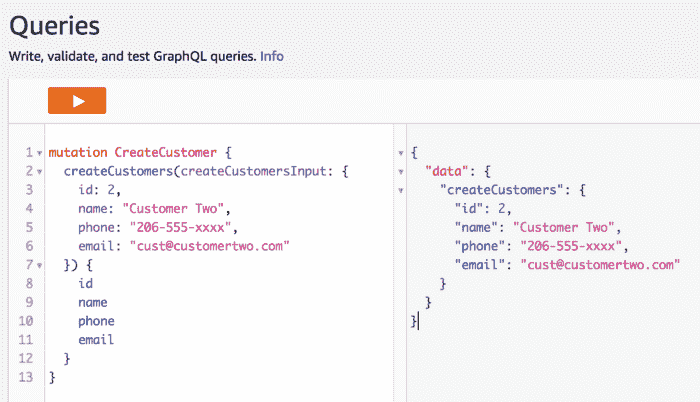 Queries
Write, validate, and test GraphQL queries. Info
1 mutation CreateCustomer {
2 createCustomers(createCustomersInput: {
3 id: 2,
4 name: "Customer Two",
5 phone: "206-555-xxxx",
6 email: "cust@customertwo.com"
7 }) {
8 id
9 name
10 phone
11 email
12 }
13 }
{
"data": {
"createCustomers": {
"id": 2,
"name": "Customer Two",
"phone": "206-555-xxxx",
"email": "cust@customertwo.com"
}
}
}